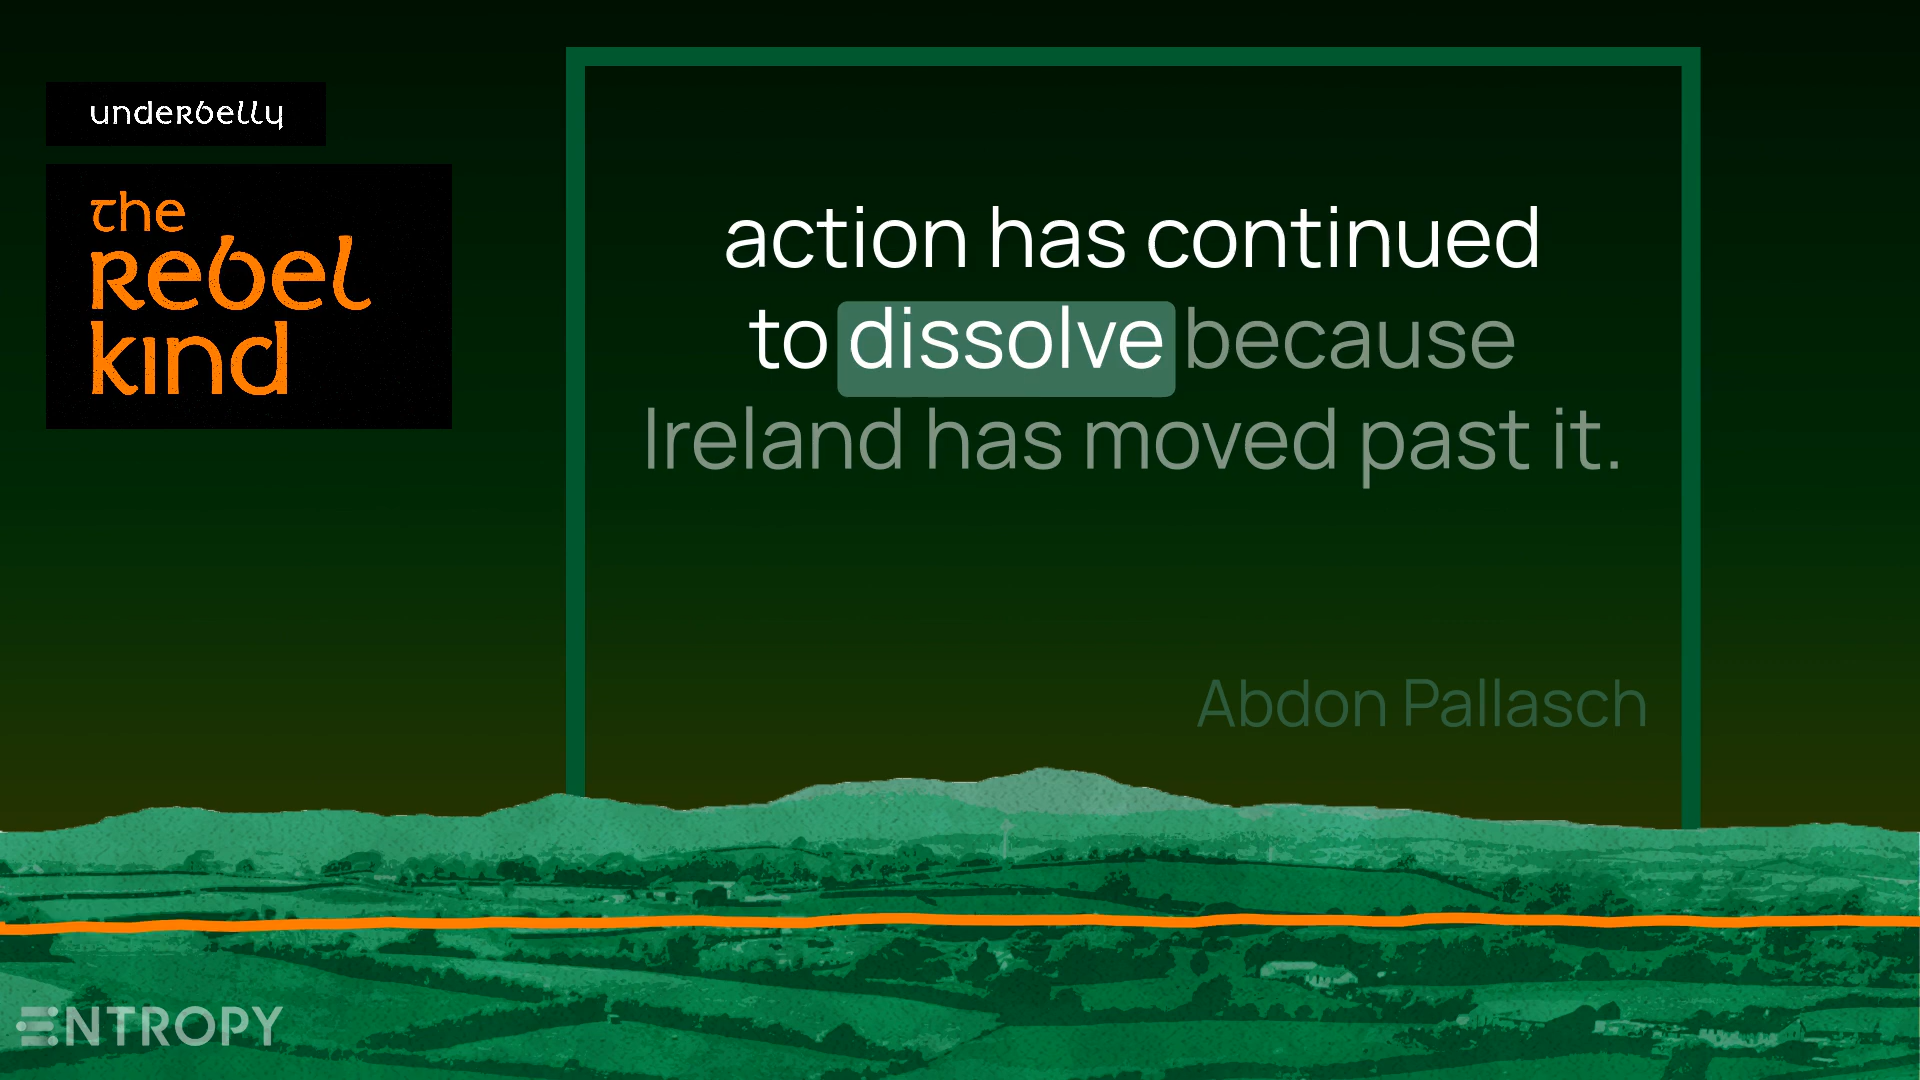 underbelly
the
Rebel
kind
action has continued
to dissolve because
Ireland has moved past it.
Abdon Pallasch
ENTROPY